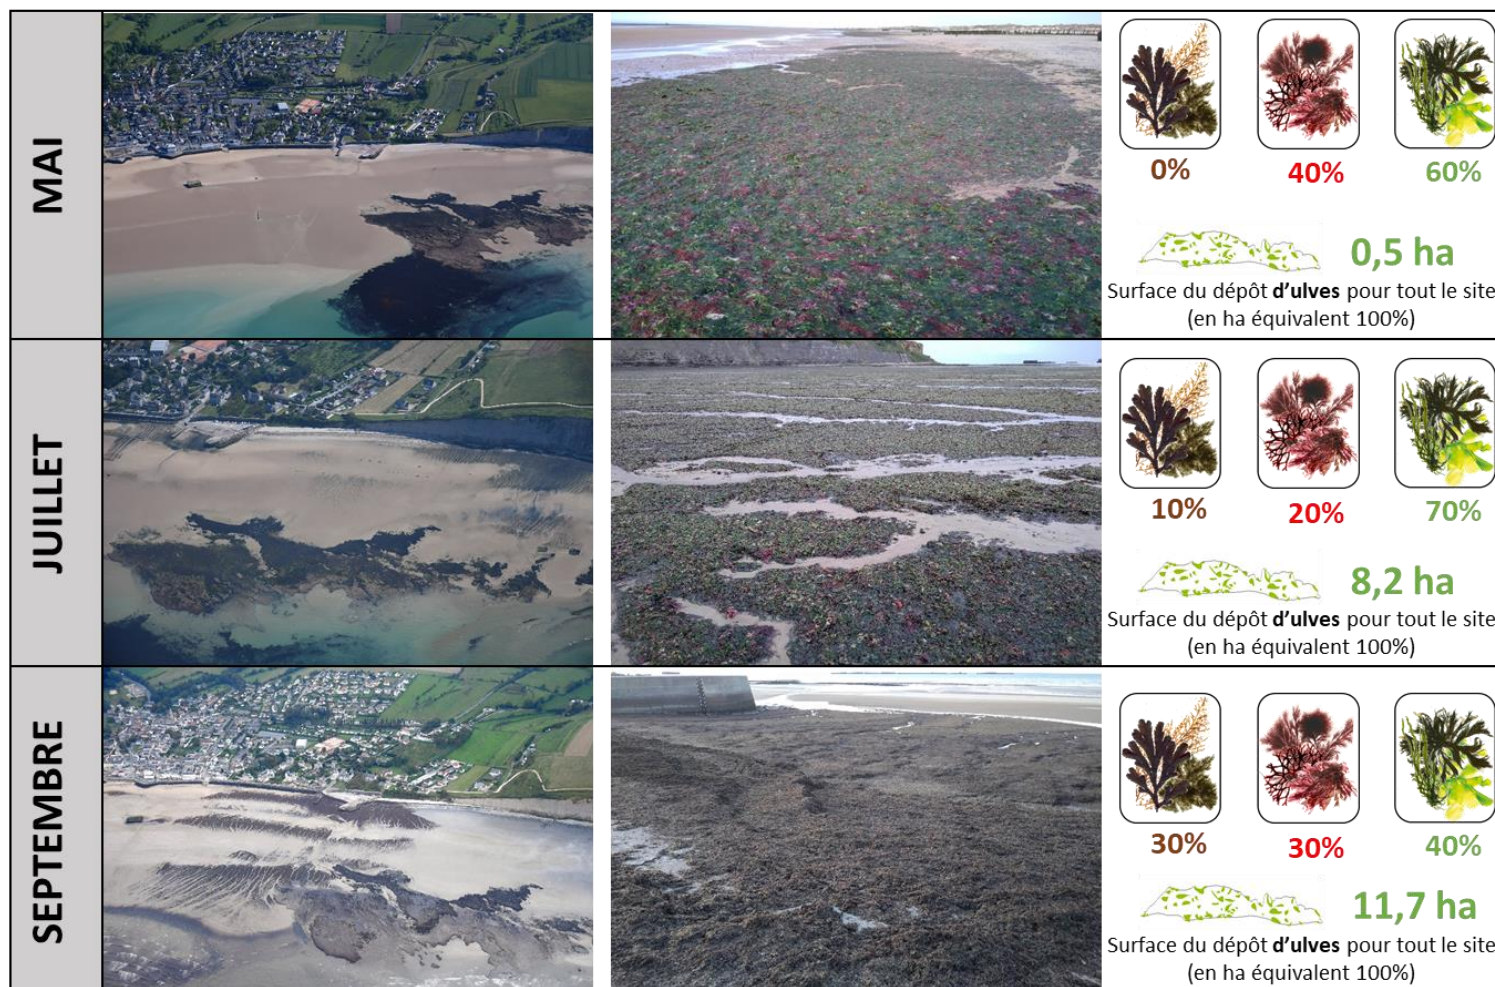 MAI
0% 40% 60%
0,5 ha
Surface du dépôt d'ulves pour tout le site
(en ha équivalent 100%)
JUILLET
10% 20% 70%
8,2 ha
Surface du dépôt d'ulves pour tout le site
(en ha équivalent 100%)
SEPTEMBRE
30% 30% 40%
11,7 ha
Surface du dépôt d'ulves pour tout le site
(en ha équivalent 100%)